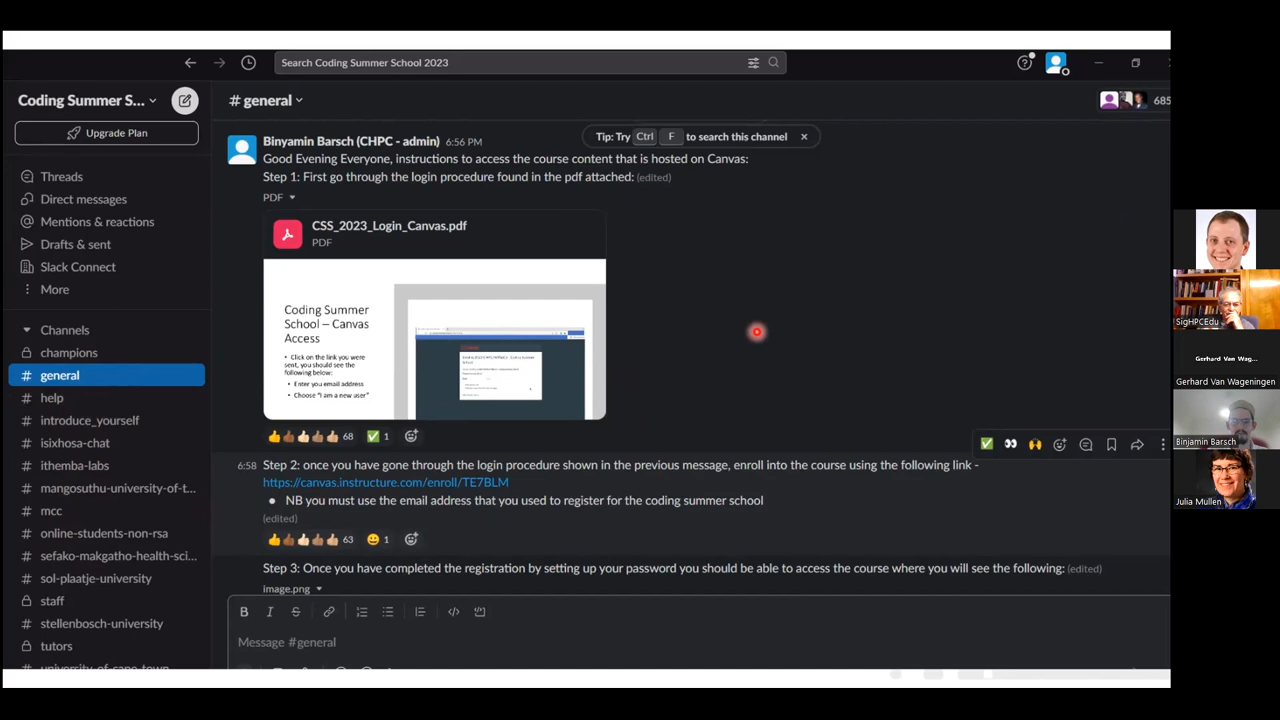 Search Coding Summer School 2023
Coding Summer S...
# general
685
Upgrade Plan
Binyamin Barsch (CHPC - admin) 6:56 PM
Tip: Try Ctrl F to search this channel
Good Evening Everyone, instructions to access the course content that is hosted on Canvas:
Step 1: First go through the login procedure found in the pdf attached: (edited)
PDF
CSS_2023_Login_Canvas.pdf
PDF
Coding Summer
School – Canvas
Access
• Click on the link you were
sent, you should see the
following below:
• Enter you email address
• Choose "I am a new user"
68
1
6:58 Step 2: once you have gone through the login procedure shown in the previous message, enroll into the course using the following link -
https://canvas.instructure.com/enroll/TE7BLM
• NB you must use the email address that you used to register for the coding summer school
(edited)
63
1
Step 3: Once you have completed the registration by setting up your password you should be able to access the course where you will see the following: (edited)
image.png
Message #general
Threads
Direct messages
Mentions & reactions
Drafts & sent
Slack Connect
More
Channels
champions
# general
# help
# introduce_yourself
# isixhosa-chat
# ithemba-labs
# mangosuthu-university-of-t...
# mcc
# online-students-non-rsa
# sefako-makgatho-health-sci...
# sol-plaatje-university
# staff
# stellenbosch-university
tutors
# university-of-cape-town
SigHPCEdu
Gerhard Van Wag...
Gerhard Van Wageningen
Binjamin Barsch
Julia Mullen